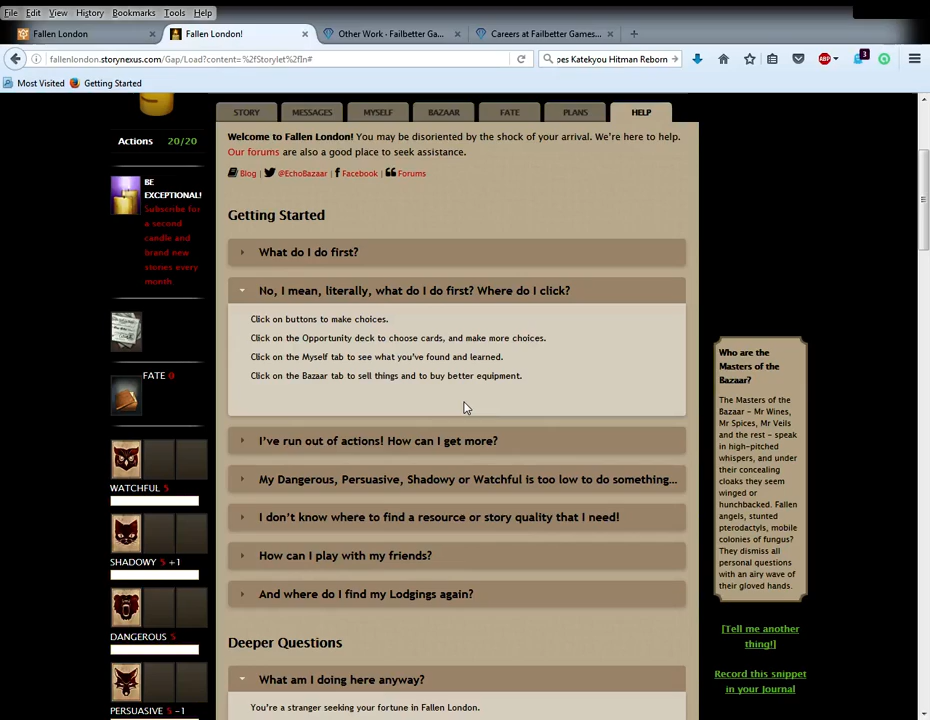 File Edit View History Bookmarks Tools Help
Fallen London
Fallen London!
Other Work · Failbetter Ga...
Careers at Failbetter Games...
fallenlondon.storynexus.com/Gap/Load?content=%2fStorylet%2fIn#
pes Katekyou Hitman Reborn
ABP
3
Most Visited Getting Started
STORY MESSAGES MYSELF BAZAAR FATE PLANS HELP
Actions 20/20
BE
EXCEPTIONAL!
Subscribe for
a second
candle and
brand new
stories every
month
FATE 0
WATCHFUL 5
SHADOWY 5 +1
DANGEROUS 5
PERSUASIVE 5 −1
Welcome to Fallen London! You may be disoriented by the shock of your arrival. We're here to help.
Our forums are also a good place to seek assistance.
Blog | @EchoBazaar | Facebook | Forums
Getting Started
What do I do first?
No, I mean, literally, what do I do first? Where do I click?
Click on buttons to make choices.
Click on the Opportunity deck to choose cards, and make more choices.
Click on the Myself tab to see what you've found and learned.
Click on the Bazaar tab to sell things and to buy better equipment.
I've run out of actions! How can I get more?
My Dangerous, Persuasive, Shadowy or Watchful is too low to do something...
I don't know where to find a resource or story quality that I need!
How can I play with my friends?
And where do I find my Lodgings again?
Deeper Questions
What am I doing here anyway?
You're a stranger seeking your fortune in Fallen London.
Who are the
Masters of the
Bazaar?
The Masters of the
Bazaar – Mr Wines,
Mr Spices, Mr Veils
and the rest – speak
in high-pitched
whispers, and under
their concealing
cloaks they seem
winged or
hunchbacked. Fallen
angels, stunted
pterodactyls, mobile
colonies of fungus?
They dismiss all
personal questions
with an airy wave of
their gloved hands.
[Tell me another
thing!]
Record this snippet
in your Journal